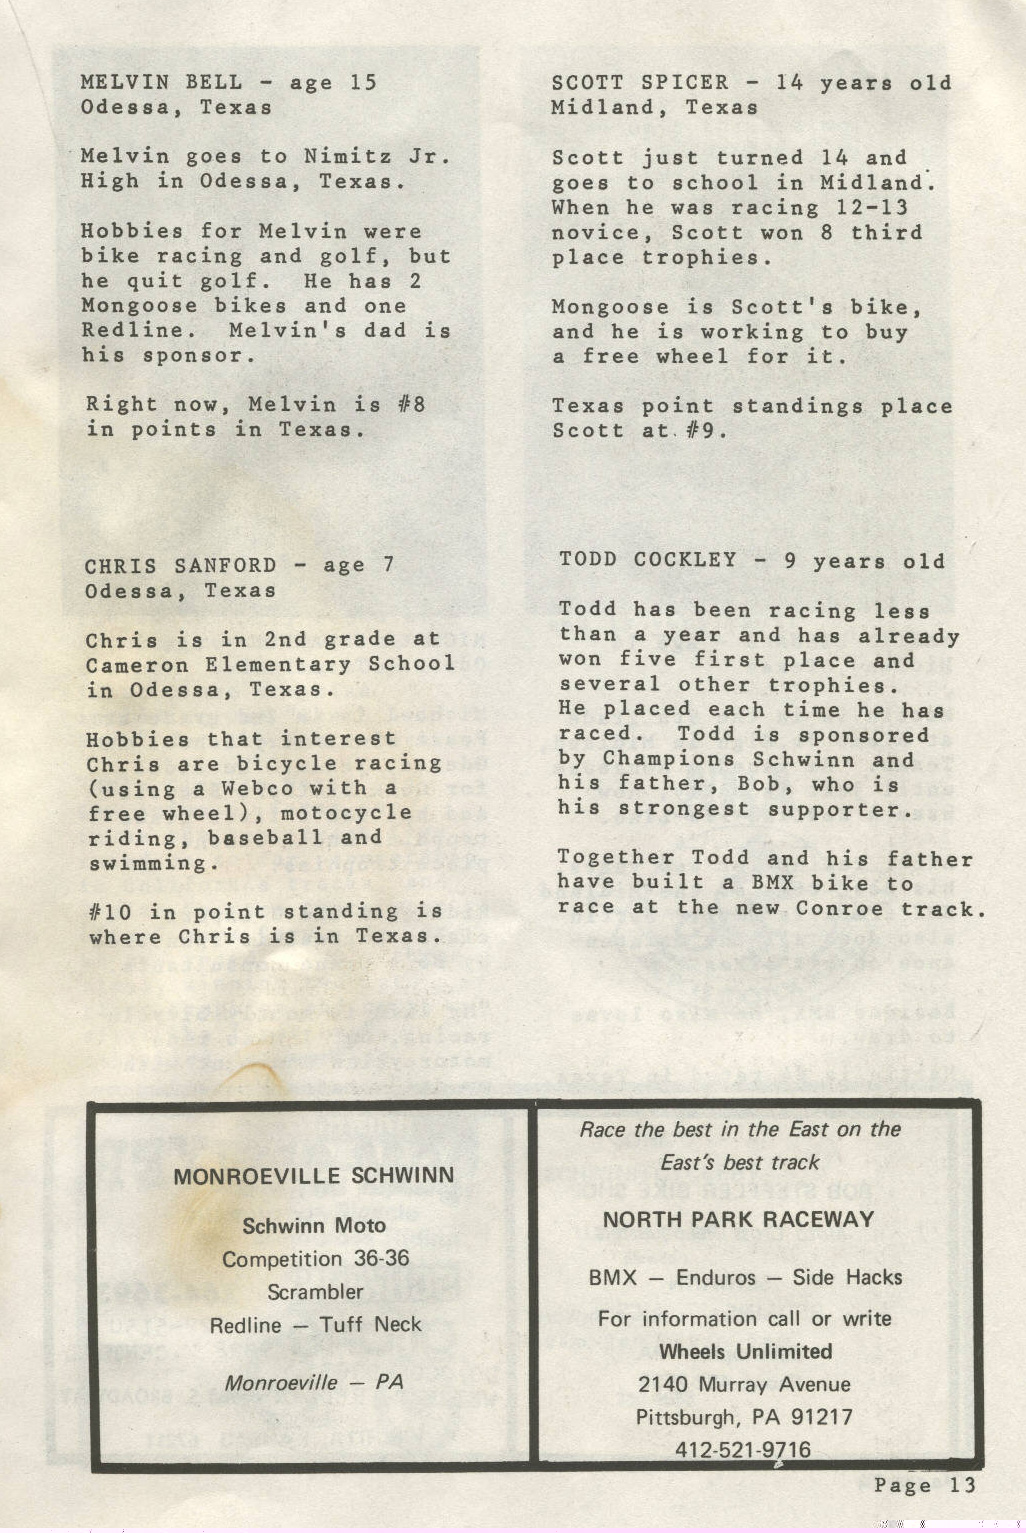 MELVIN BELL - age 15
Odessa, Texas
Melvin goes to Nimitz Jr.
High in Odessa, Texas.
Hobbies for Melvin were
bike racing and golf, but
he quit golf. He has 2
Mongoose bikes and one
Redline. Melvin's dad is
his sponsor.
Right now, Melvin is #8
in points in Texas.
CHRIS SANFORD - age 7
Odessa, Texas
Chris is in 2nd grade at
Cameron Elementary School
in Odessa, Texas.
Hobbies that interest
Chris are bicycle racing
(using a Webco with a
free wheel), motocycle
riding, baseball and
swimming.
#10 in point standing is
where Chris is in Texas.
SCOTT SPICER - 14 years old
Midland, Texas
Scott just turned 14 and
goes to school in Midland.
When he was racing 12-13
novice, Scott won 8 third
place trophies.
Mongoose is Scott's bike,
and he is working to buy
a free wheel for it.
Texas point standings place
Scott at #9.
TODD COCKLEY - 9 years old
Todd has been racing less
than a year and has already
won five first place and
several other trophies.
He placed each time he has
raced. Todd is sponsored
by Champions Schwinn and
his father, Bob, who is
his strongest supporter.
Together Todd and his father
have built a BMX bike to
race at the new Conroe track.
MONROEVILLE SCHWINN
Schwinn Moto
Competition 36-36
Scrambler
Redline — Tuff Neck
Monroeville — PA
Race the best in the East on the
East's best track
NORTH PARK RACEWAY
BMX — Enduros — Side Hacks
For information call or write
Wheels Unlimited
2140 Murray Avenue
Pittsburgh, PA 91217
412-521-9716
Page 13